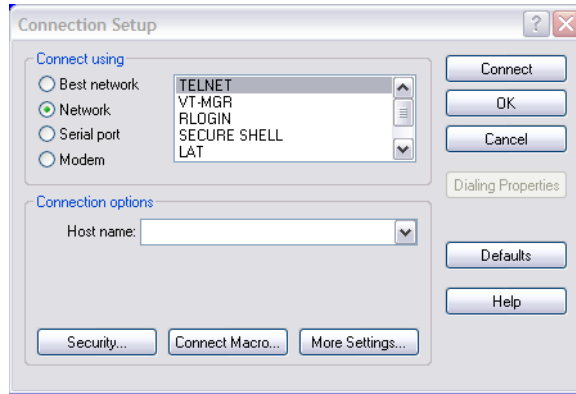 Connection Setup
Connect using
Best network
Network
Serial port
Modem
TELNET
VT-MGR
RLOGIN
SECURE SHELL
LAT
Connect
OK
Cancel
Dialing Properties
Connection options
Host name:
Defaults
Help
Security...
Connect Macro...
More Settings...